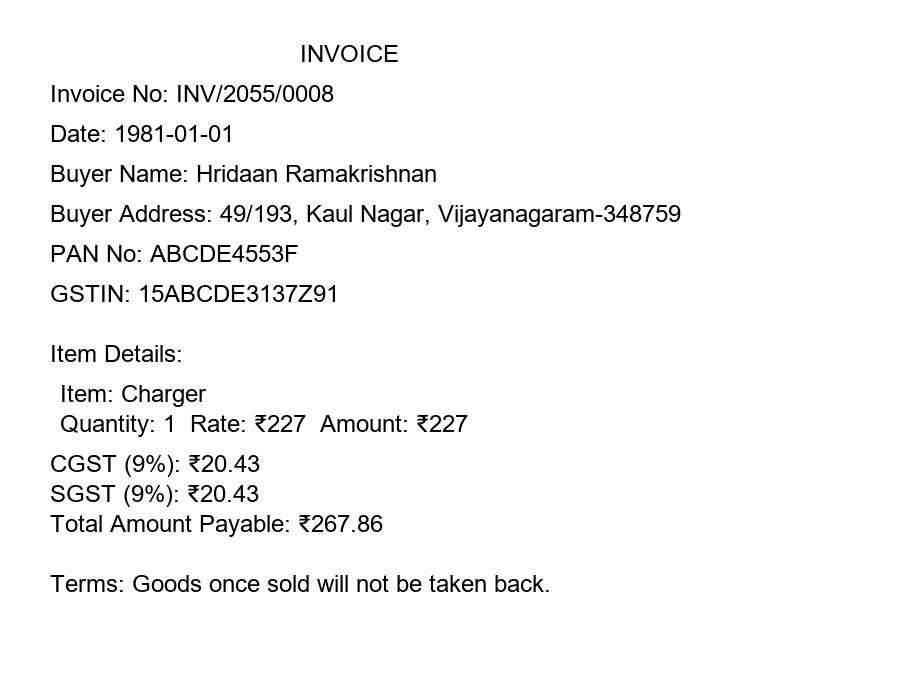 INVOICE
Invoice No: INV/2055/0008
Date: 1981-01-01
Buyer Name: Hridaan Ramakrishnan
Buyer Address: 49/193, Kaul Nagar, Vijayanagaram-348759
PAN No: ABCDE4553F
GSTIN: 15ABCDE3137Z91
Item Details:
Item: Charger
Quantity: 1 Rate: ₹227 Amount: ₹227
CGST (9%): ₹20.43
SGST (9%): ₹20.43
Total Amount Payable: ₹267.86
Terms: Goods once sold will not be taken back.